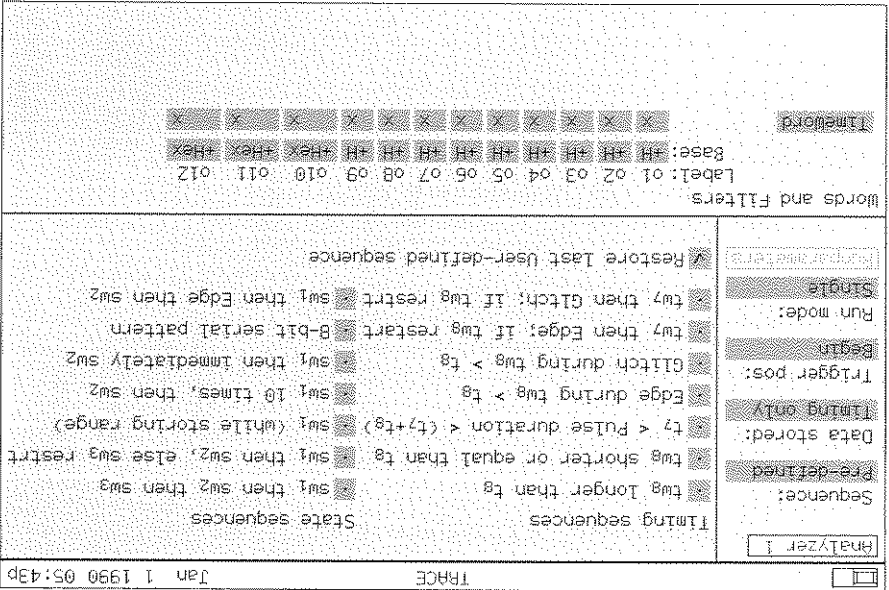 TRACE Jan 1 1990 05:43p
Analyzer 1
Sequence:
Pre-defined
Data stored:
Timing only
Trigger pos:
Begin
Run mode:
Single
No parameters
Timing sequences
tw8 longer than t8
tw8 shorter or equal than t8
t7 < Pulse duration < (t7+t8)
Edge during tw8 > t8
Glitch during tw8 > t8
tw7 then Edge; if tw8 restart
tw7 then Glitch; if tw8 restrt
Restore last User-defined sequence
State sequences
sw1 then sw2 then sw3
sw1 then sw2, else sw3 restrt
sw1 (while storing range)
sw1 10 times, then sw2
sw1 then immediately sw2
8-bit serial pattern
sw1 then Edge then sw2
Words and Filters
Label: o1 o2 o3 o4 o5 o6 o7 o8 o9 o10 o11 o12
Base: +H +H +H +H +H +H +H +H +H +Hex +Hex +Hex
TimeWord X X X X X X X X X X X X